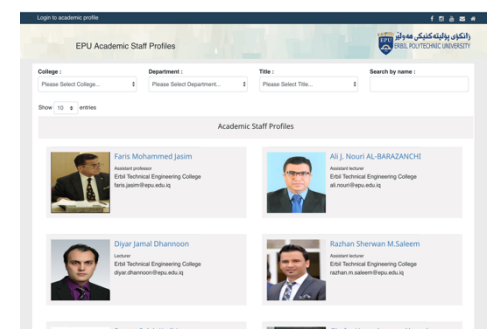 Login to academic profile
EPU Academic Staff Profiles
زانکۆی پۆلیتەکنیکی هەولێر
ERBIL POLYTECHNIC UNIVERSITY
EPU
College :
Department :
Title :
Search by name :
Please Select College...
Please Select Department...
Please Select Title...
Show 10 entries
Academic Staff Profiles
Faris Mohammed Jasim
Assistant professor
Erbil Technical Engineering College
faris.jasim@epu.edu.iq
Ali J. Nouri AL-BARAZANCHI
Assistant lecturer
Erbil Technical Engineering College
ali.nouri@epu.edu.iq
Diyar Jamal Dhannoon
Lecturer
Erbil Technical Engineering College
diyar.dhannoon@epu.edu.iq
Razhan Sherwan M.Saleem
Assistant lecturer
Erbil Technical Engineering College
razhan.m.saleem@epu.edu.iq